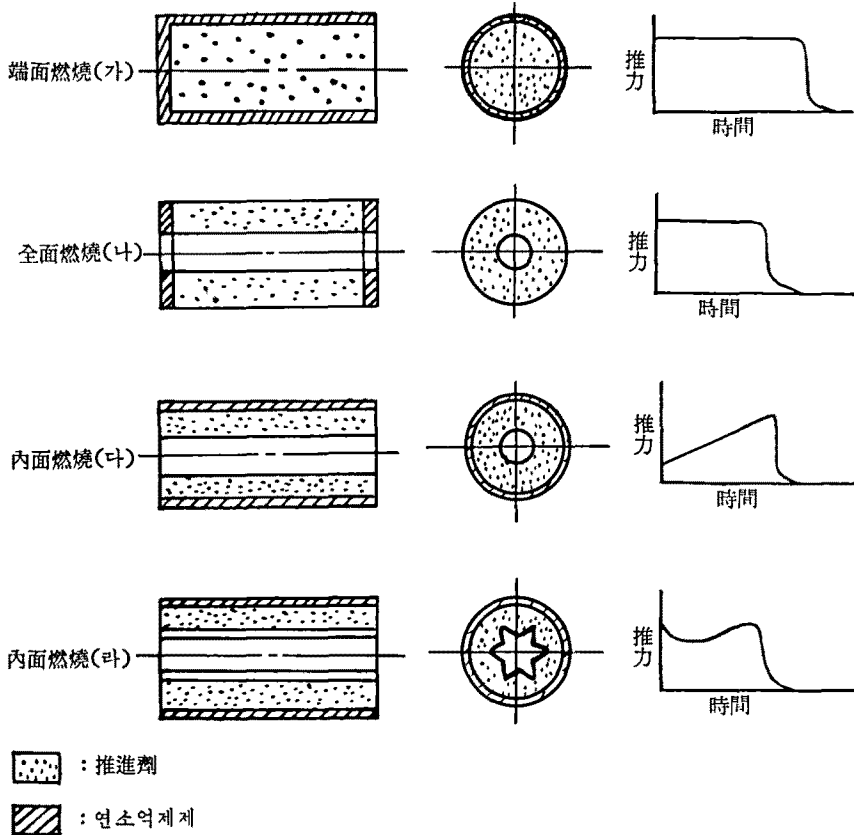 端面燃燒(가)
推力
時間
全面燃燒(나)
推力
時間
內面燃燒(다)
推力
時間
內面燃燒(라)
推力
時間
: 推進劑
: 연소억제제